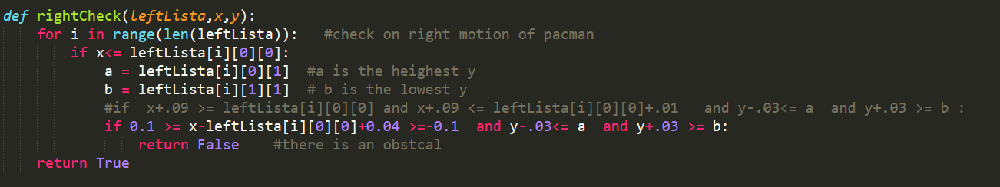 def rightCheck(leftLista,x,y):
    for i in range(len(leftLista)):   #check on right motion of pacman
        if x<= leftLista[i][0][0]:
            a = leftLista[i][0][1]  #a is the heighest y
            b = leftLista[i][1][1]  # b is the lowest y
            #if  x+.09 >= leftLista[i][0][0] and x+.09 <= leftLista[i][0][0]+.01   and y-.03<= a  and y+.03 >= b :
            if 0.1 >= x-leftLista[i][0][0]+0.04 >=-0.1  and y-.03<= a  and y+.03 >= b:
                return False    #there is an obstcal
    return True